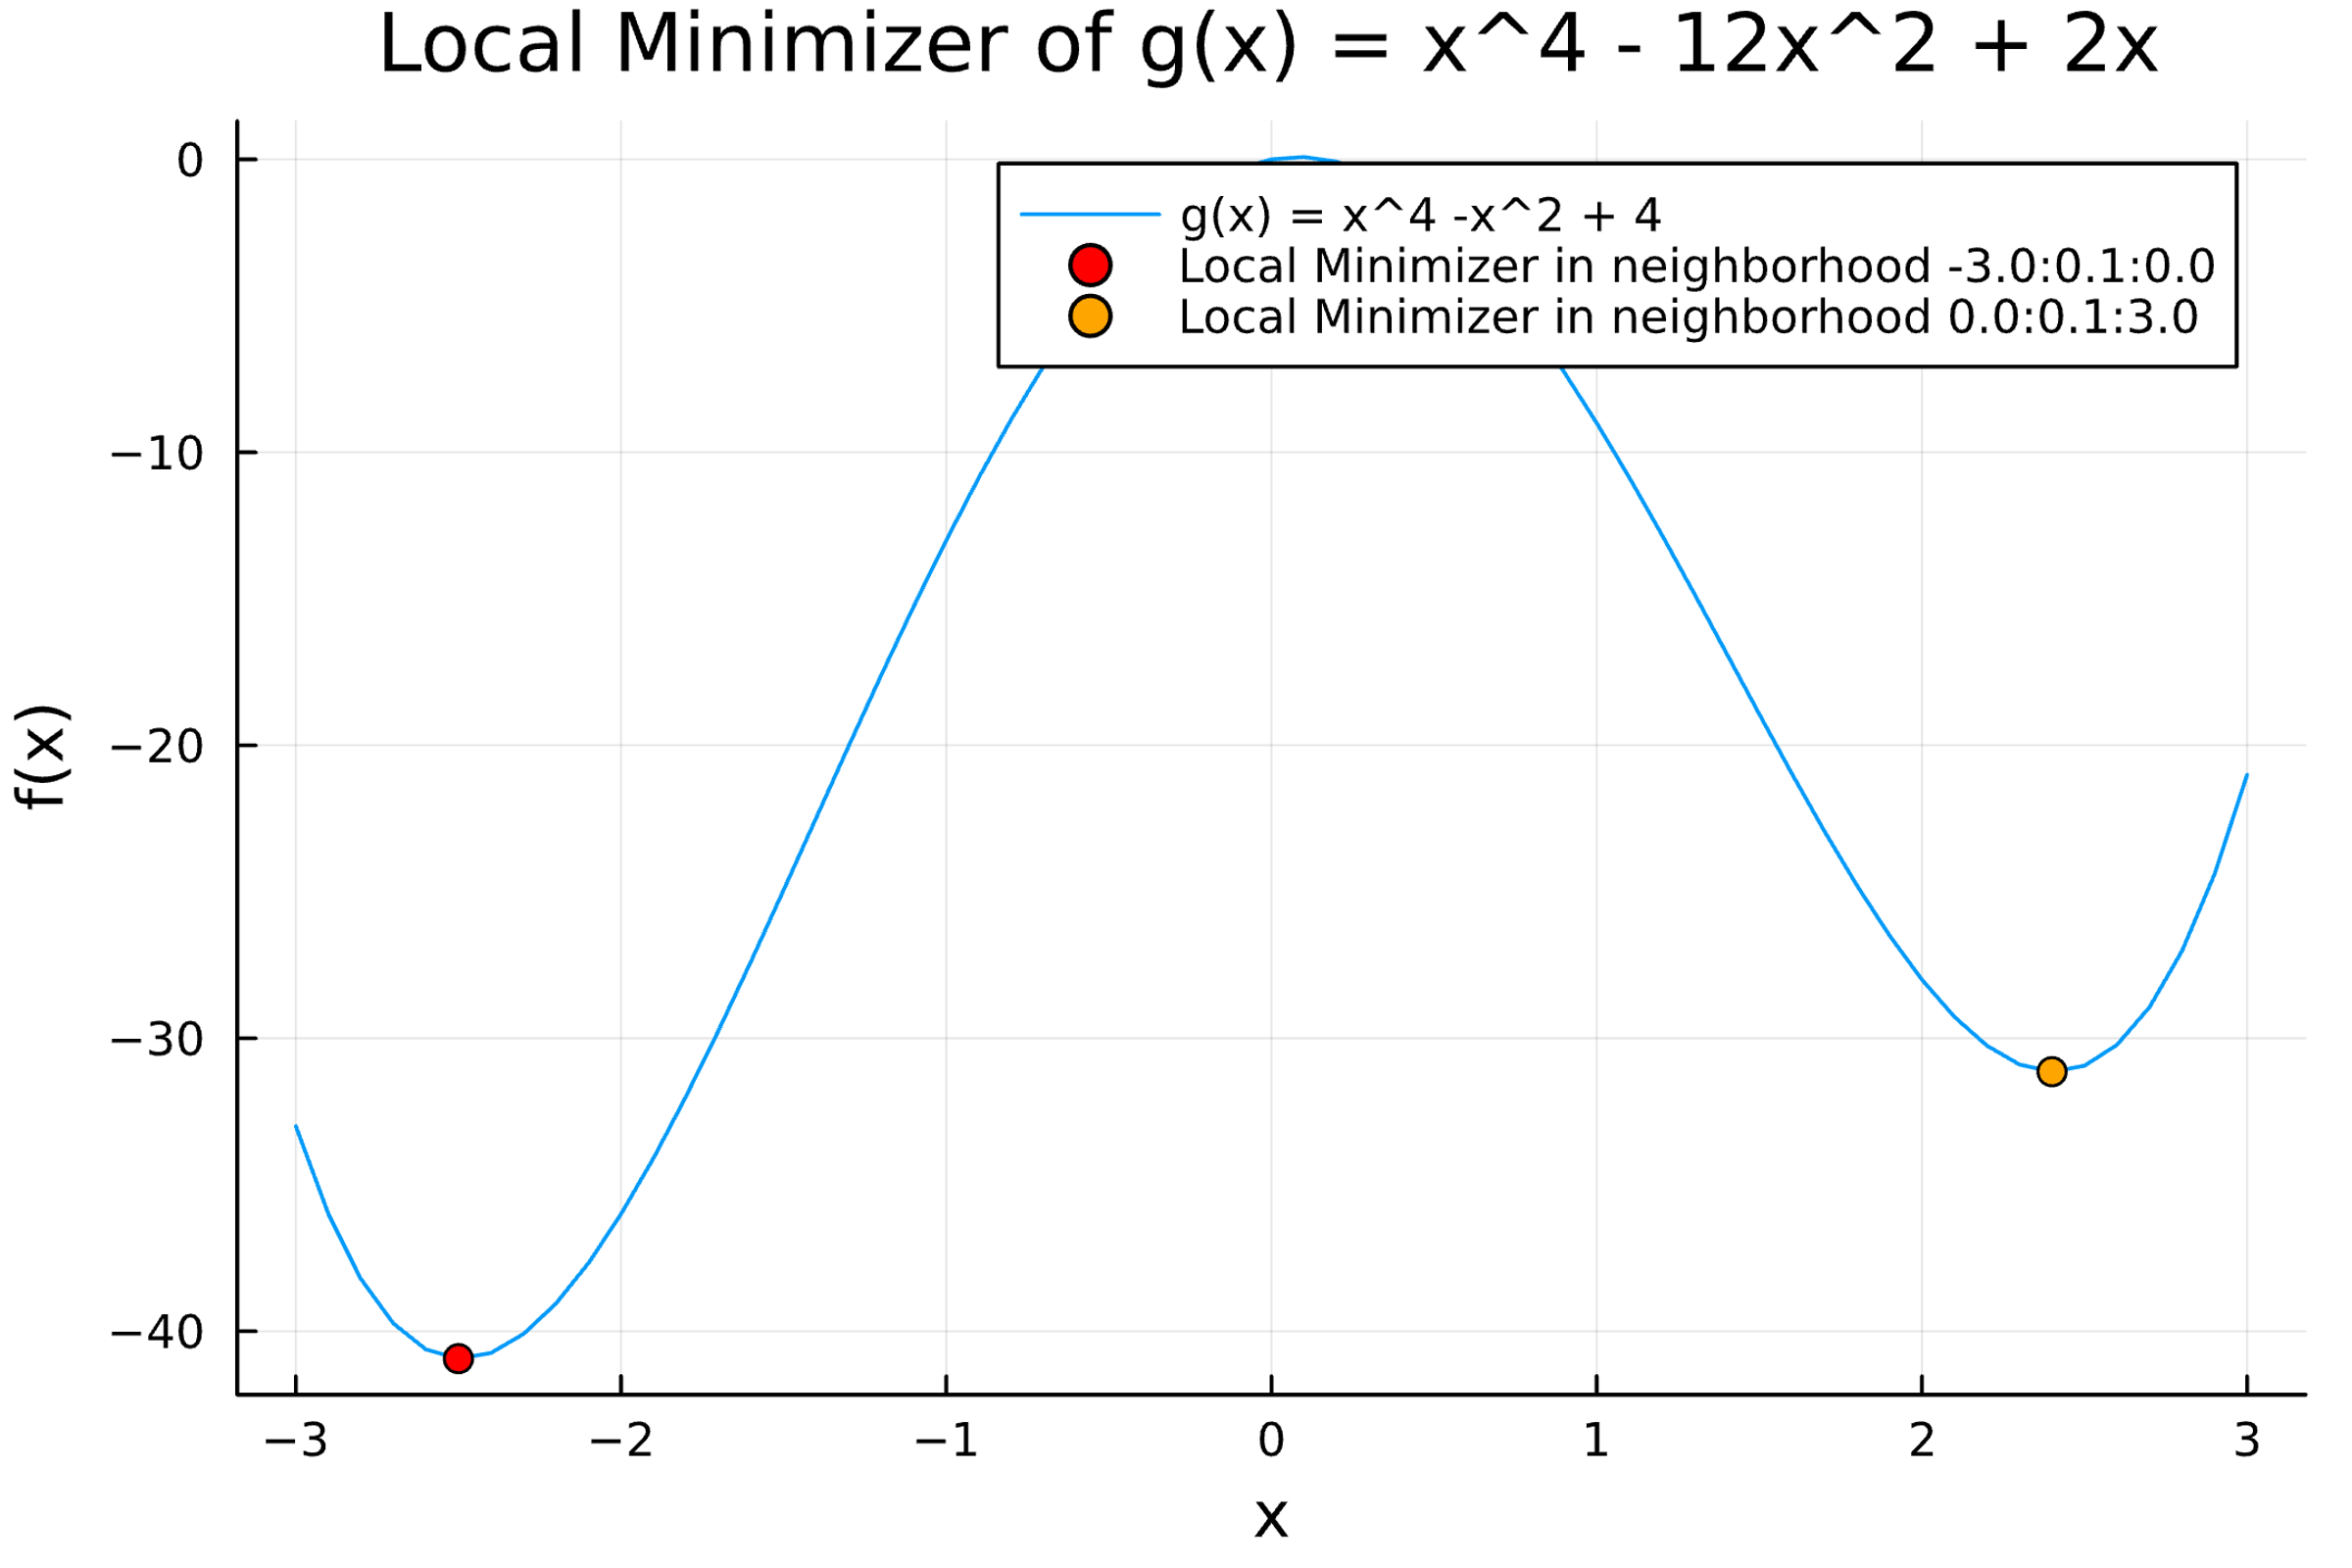 Local Minimizer of g(x) = x^4 - 12x^2 + 2x
g(x) = x^4 -x^2 + 4
Local Minimizer in neighborhood -3.0:0.1:0.0
Local Minimizer in neighborhood 0.0:0.1:3.0
f(x)
0
−10
−20
−30
−40
−3
−2
−1
0
1
2
3
x